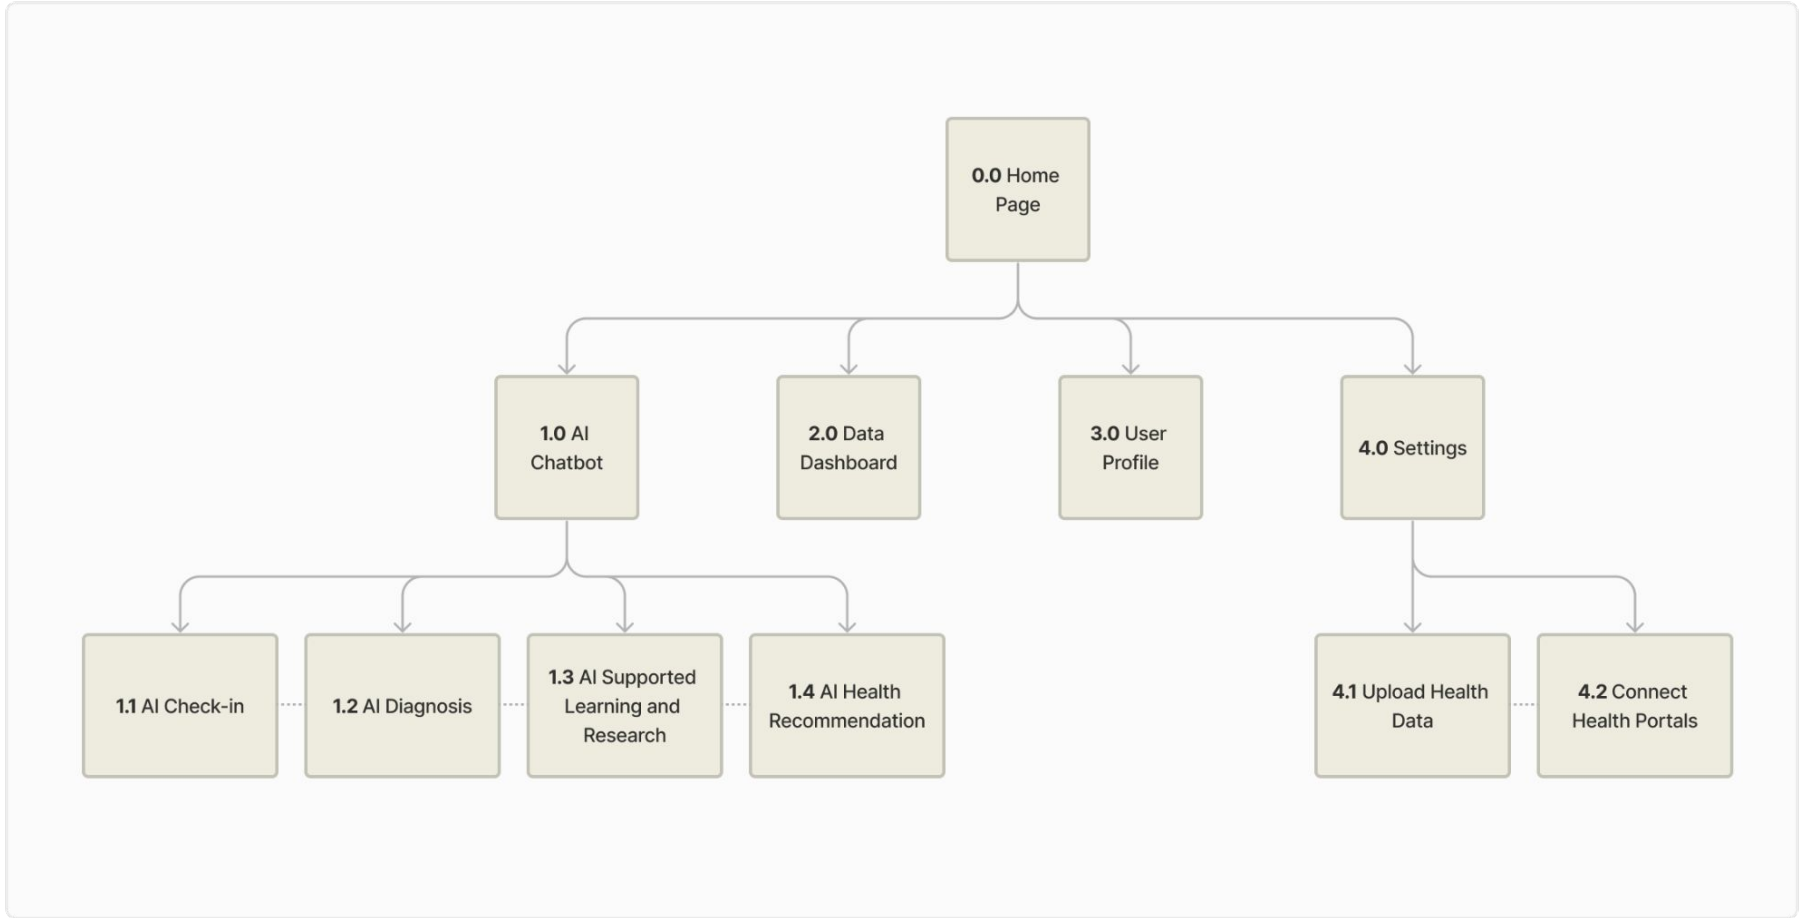 0.0 Home
Page
1.0 AI
Chatbot
2.0 Data
Dashboard
3.0 User
Profile
4.0 Settings
1.1 AI Check-in
1.2 AI Diagnosis
1.3 AI Supported
Learning and
Research
1.4 AI Health
Recommendation
4.1 Upload Health
Data
4.2 Connect
Health Portals